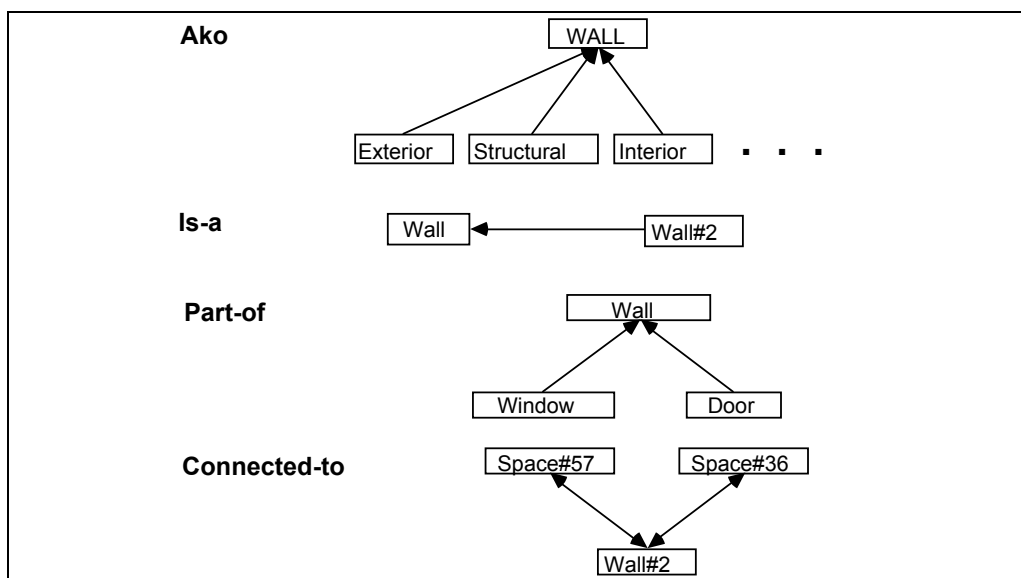 Ako
WALL
Exterior
Structural
Interior
. . .
Is-a
Wall
Wall#2
Part-of
Wall
Window
Door
Connected-to
Space#57
Space#36
Wall#2